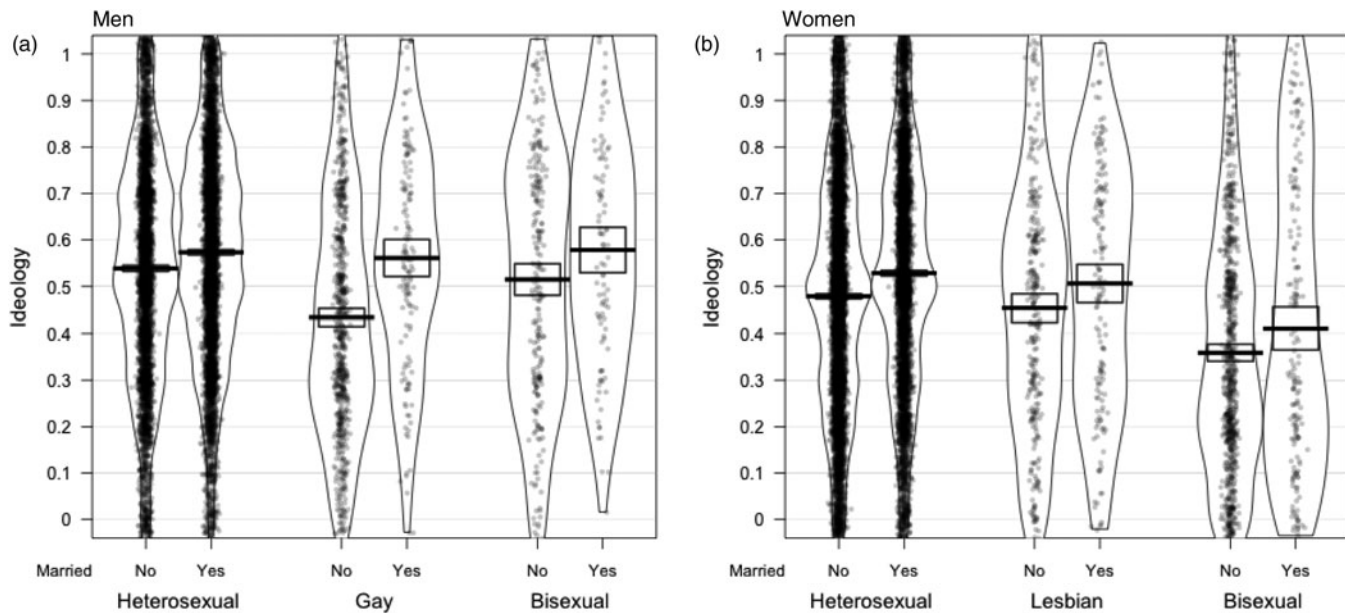 Men
(a)
Ideology
1
0.9
0.8
0.7
0.6
0.5
0.4
0.3
0.2
0.1
0
Married No Yes No Yes No Yes
Heterosexual Gay Bisexual
Women
(b)
Ideology
1
0.9
0.8
0.7
0.6
0.5
0.4
0.3
0.2
0.1
0
Married No Yes No Yes No Yes
Heterosexual Lesbian Bisexual